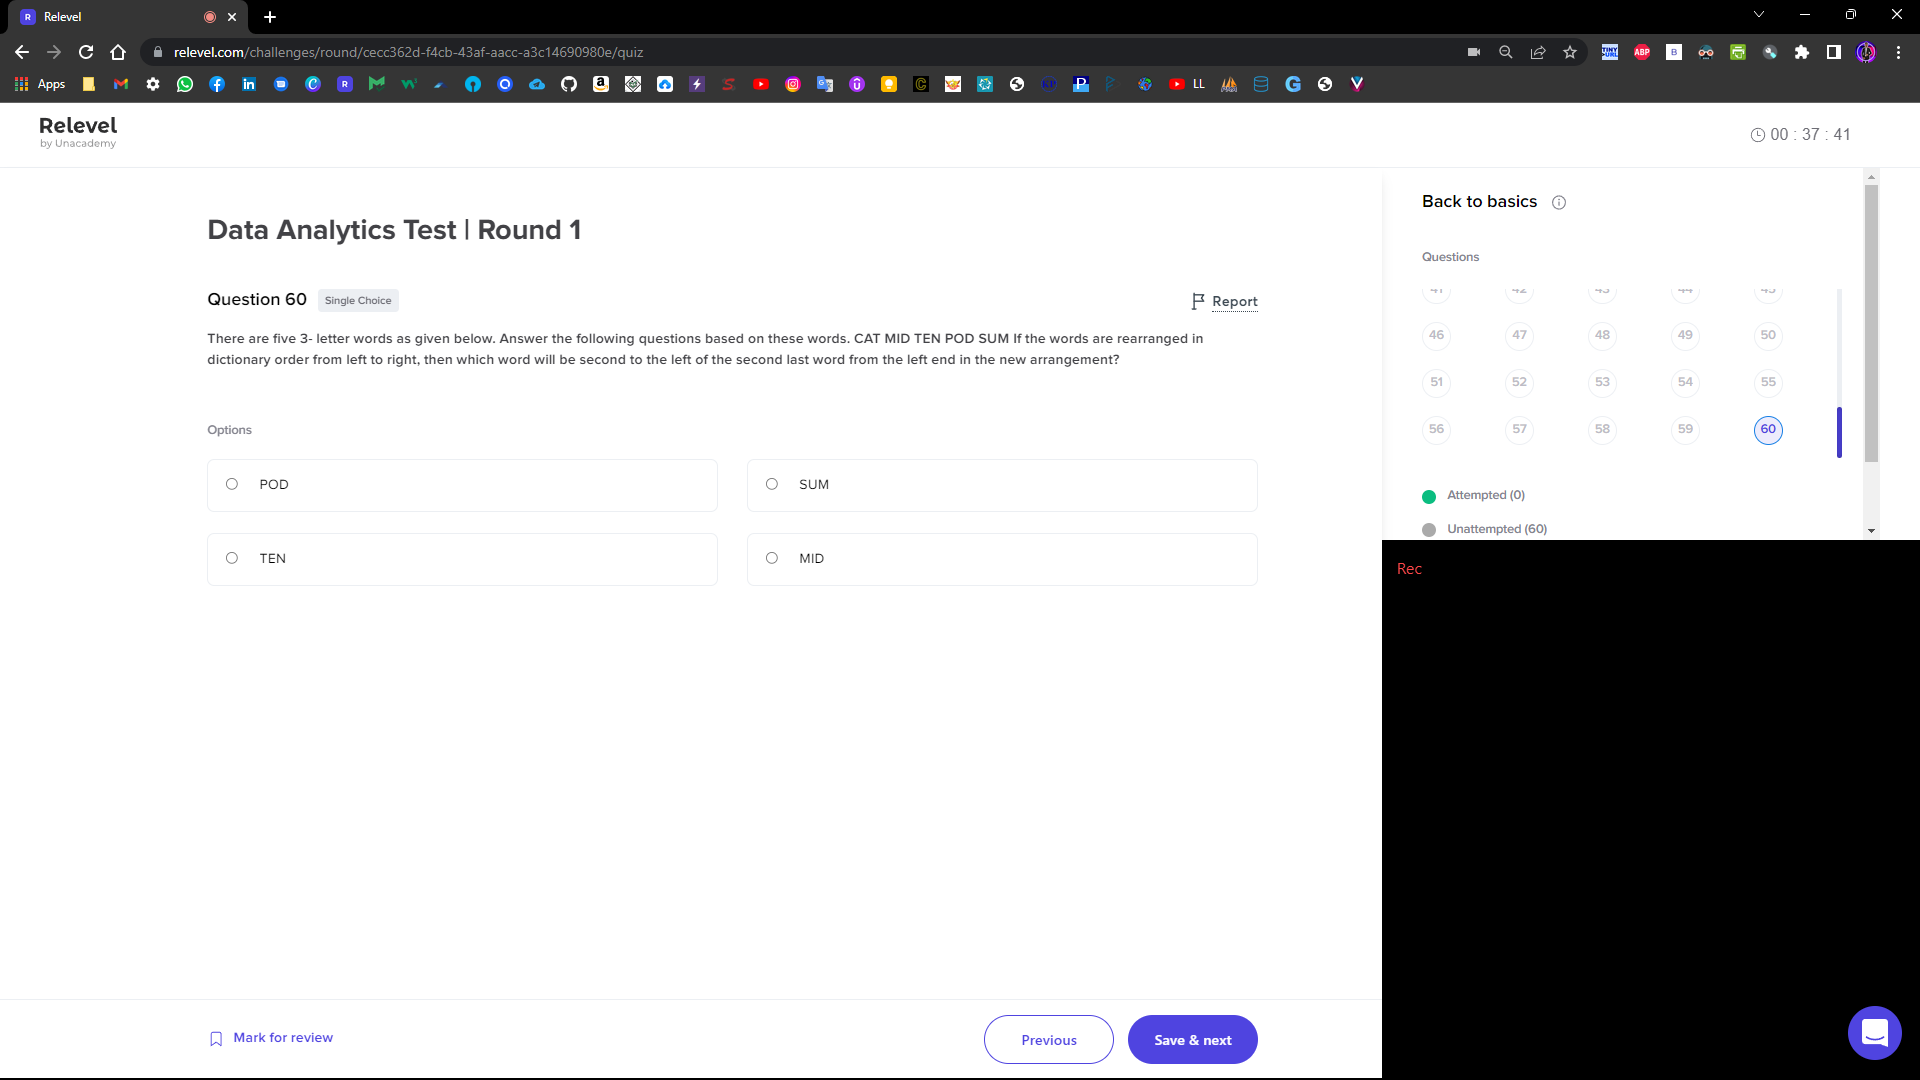 Relevel
relevel.com/challenges/round/cecc362d-f4cb-43af-aacc-a3c14690980e/quiz
Apps
LL
Relevel
by Unacademy
00 : 37 : 41
Data Analytics Test | Round 1
Question 60 Single Choice
Report
There are five 3- letter words as given below. Answer the following questions based on these words. CAT MID TEN POD SUM If the words are rearranged in
dictionary order from left to right, then which word will be second to the left of the second last word from the left end in the new arrangement?
Options
POD
SUM
TEN
MID
Mark for review
Previous
Save & next
Back to basics
Questions
41 42 43 44 45
46 47 48 49 50
51 52 53 54 55
56 57 58 59 60
Attempted (0)
Unattempted (60)
Rec